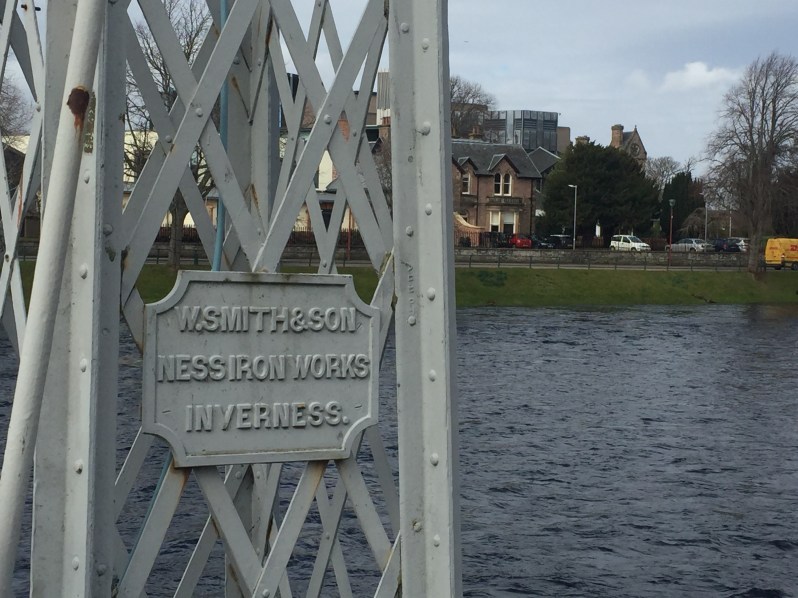 W.SMITH&SON
NESS IRON WORKS
- INVERNESS. -